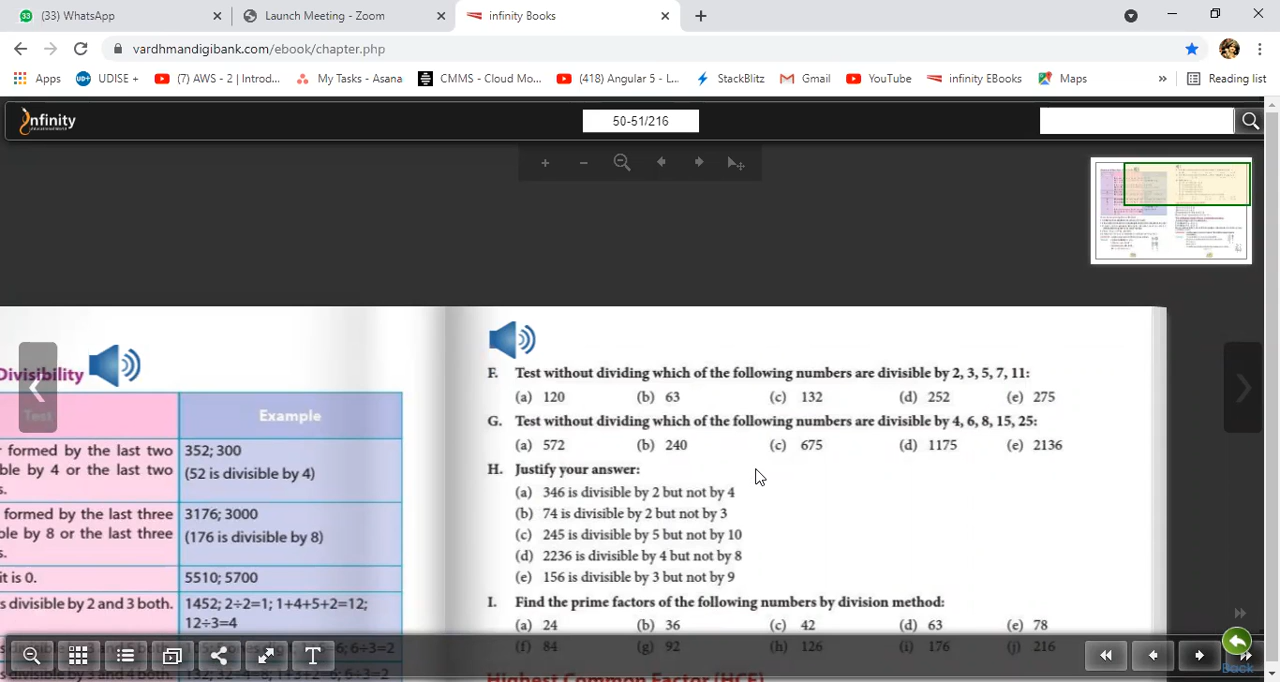 (33) WhatsApp
Launch Meeting - Zoom
infinity Books
vardhmandigibank.com/ebook/chapter.php
Apps
UDISE +
(7) AWS - 2 | Introd...
My Tasks - Asana
CMMS - Cloud Mo...
(418) Angular 5 - L...
StackBlitz
Gmail
YouTube
infinity EBooks
Maps
»
Reading list
infinity
50-51/216
Divisibility
Test
Example
r formed by the last two
ble by 4 or the last two
s.
352; 300
(52 is divisible by 4)
formed by the last three
ble by 8 or the last three
s.
3176; 3000
(176 is divisible by 8)
it is 0.
5510; 5700
s divisible by 2 and 3 both.
1452; 2÷2=1; 1+4+5+2=12;
12÷3=4
F. Test without dividing which of the following numbers are divisible by 2, 3, 5, 7, 11:
(a) 120 (b) 63 (c) 132 (d) 252 (e) 275
G. Test without dividing which of the following numbers are divisible by 4, 6, 8, 15, 25:
(a) 572 (b) 240 (c) 675 (d) 1175 (e) 2136
H. Justify your answer:
(a) 346 is divisible by 2 but not by 4
(b) 74 is divisible by 2 but not by 3
(c) 245 is divisible by 5 but not by 10
(d) 2236 is divisible by 4 but not by 8
(e) 156 is divisible by 3 but not by 9
I. Find the prime factors of the following numbers by division method:
(a) 24 (b) 36 (c) 42 (d) 63 (e) 78
(f) 84 (g) 92 (h) 126 (i) 176 (j) 216
Highest Common Factor (HCF)
Back